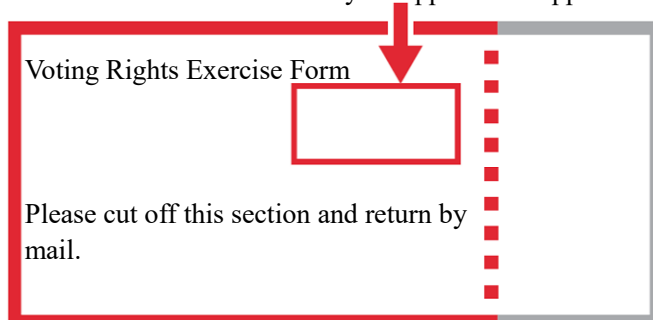 Voting Rights Exercise Form
Please cut off this section and return by
mail.